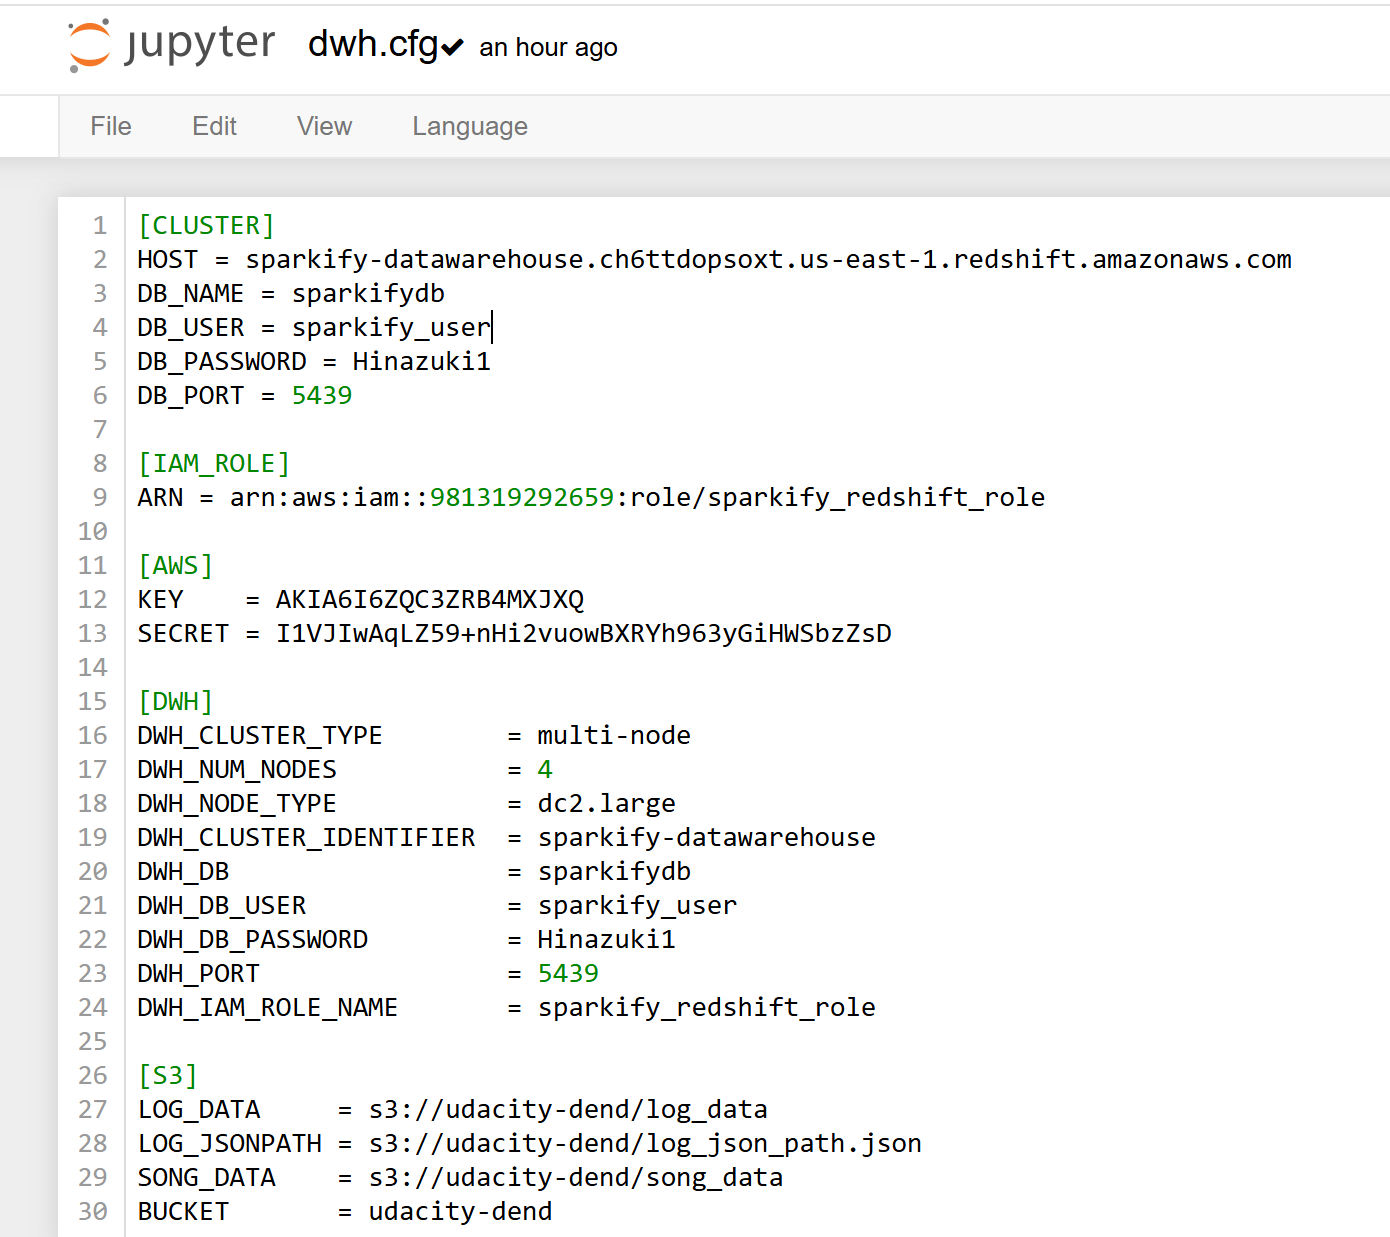 jupyter dwh.cfg✔ an hour ago
File Edit View Language
1 [CLUSTER]
2 HOST = sparkify-datawarehouse.ch6ttdopsoxt.us-east-1.redshift.amazonaws.com
3 DB_NAME = sparkifydb
4 DB_USER = sparkify_user
5 DB_PASSWORD = Hinazuki1
6 DB_PORT = 5439
7
8 [IAM_ROLE]
9 ARN = arn:aws:iam::981319292659:role/sparkify_redshift_role
10
11 [AWS]
12 KEY    = AKIA6I6ZQC3ZRB4MXJXQ
13 SECRET = 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
14
15 [DWH]
16 DWH_CLUSTER_TYPE        = multi-node
17 DWH_NUM_NODES           = 4
18 DWH_NODE_TYPE           = dc2.large
19 DWH_CLUSTER_IDENTIFIER  = sparkify-datawarehouse
20 DWH_DB                  = sparkifydb
21 DWH_DB_USER             = sparkify_user
22 DWH_DB_PASSWORD         = Hinazuki1
23 DWH_PORT                = 5439
24 DWH_IAM_ROLE_NAME       = sparkify_redshift_role
25
26 [S3]
27 LOG_DATA     = s3://udacity-dend/log_data
28 LOG_JSONPATH = s3://udacity-dend/log_json_path.json
29 SONG_DATA    = s3://udacity-dend/song_data
30 BUCKET       = udacity-dend